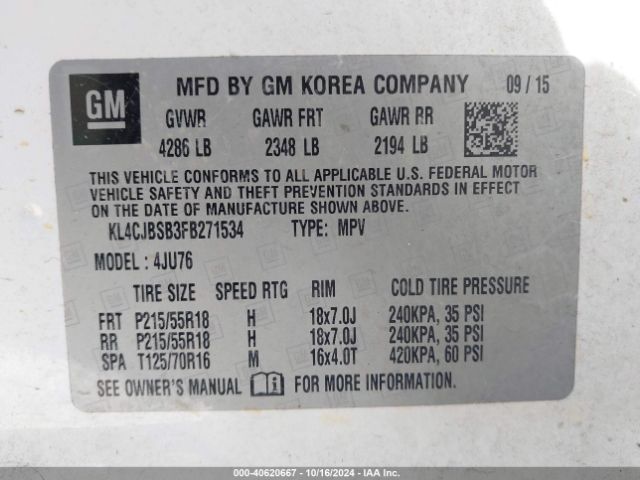 GM
MFD BY GM KOREA COMPANY 09 / 15
GVWR GAWR FRT GAWR RR
4286 LB 2348 LB 2194 LB
THIS VEHICLE CONFORMS TO ALL APPLICABLE U.S. FEDERAL MOTOR
VEHICLE SAFETY AND THEFT PREVENTION STANDARDS IN EFFECT
ON THE DATE OF MANUFACTURE SHOWN ABOVE.
KL4CJBSB3FB271534 TYPE: MPV
MODEL : 4JU76
TIRE SIZE SPEED RTG RIM COLD TIRE PRESSURE
FRT P215/55R18 H 18x7.0J 240KPA, 35 PSI
RR P215/55R18 H 18x7.0J 240KPA, 35 PSI
SPA T125/70R16 M 16x4.0T 420KPA, 60 PSI
SEE OWNER'S MANUAL FOR MORE INFORMATION.
000-40620667 - 10/16/2024 - IAA Inc.